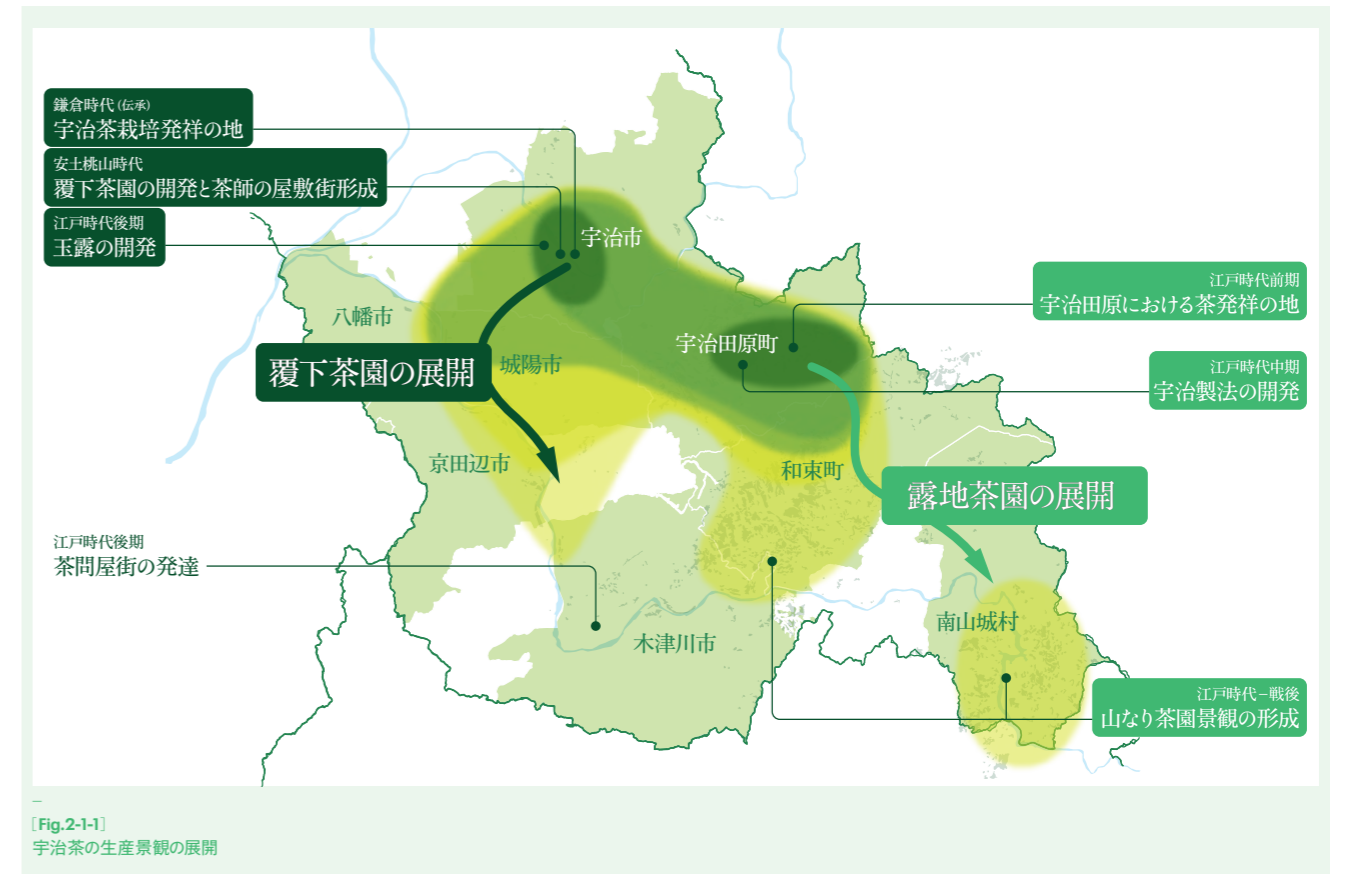 鎌倉時代(伝承)
宇治茶栽培発祥の地
安土桃山時代
覆下茶園の開発と茶師の屋敷街形成
江戸時代後期
玉露の開発
宇治市
江戸時代前期
宇治田原における茶発祥の地
八幡市
宇治田原町
覆下茶園の展開
城陽市
江戸時代中期
宇治製法の開発
京田辺市
和束町
露地茶園の展開
江戸時代後期
茶問屋街の発達
南山城村
木津川市
江戸時代−戦後
山なり茶園景観の形成
[Fig.2-1-1]
宇治茶の生産景観の展開